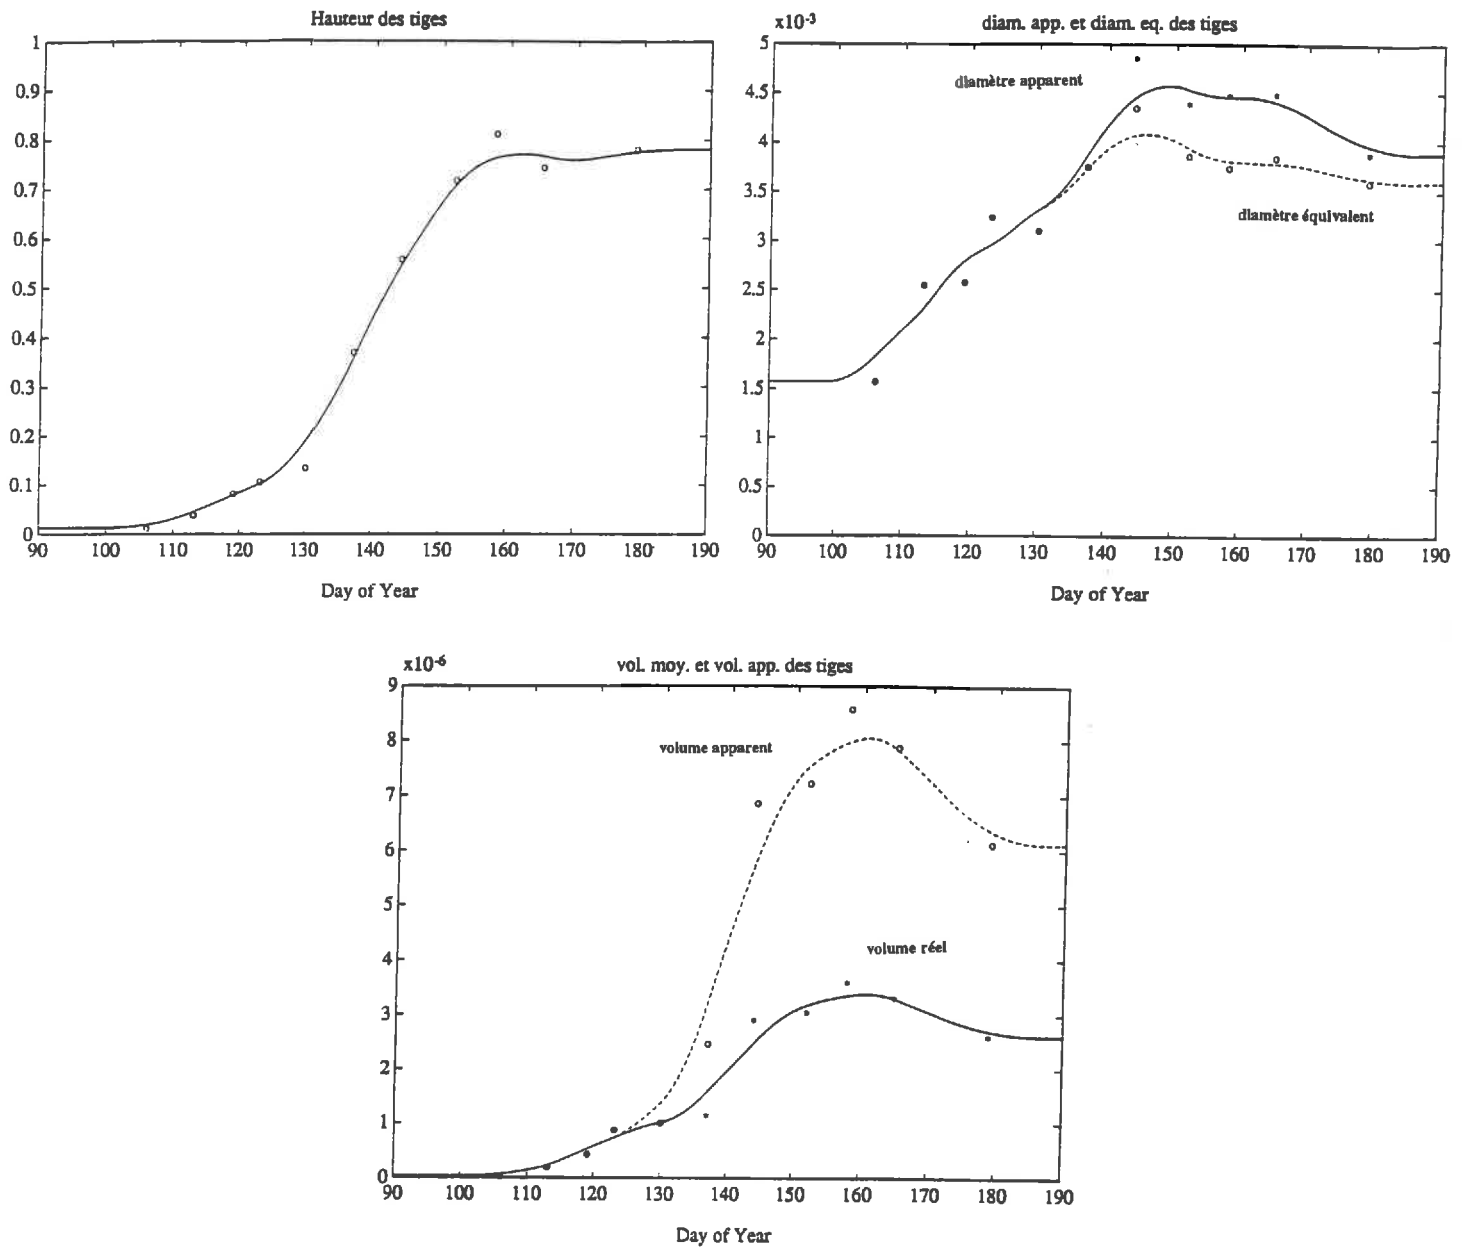 Hauteur des tiges
1
0.9
0.8
0.7
0.6
0.5
0.4
0.3
0.2
0.1
0
90 100 110 120 130 140 150 160 170 180 190
Day of Year
x10-3
diam. app. et diam. eq. des tiges
5
4.5
4
3.5
3
2.5
2
1.5
1
0.5
0
diamètre apparent
diamètre équivalent
90 100 110 120 130 140 150 160 170 180 190
Day of Year
x10-6
vol. moy. et vol. app. des tiges
9
8
7
6
5
4
3
2
1
0
volume apparent
volume réel
90 100 110 120 130 140 150 160 170 180 190
Day of Year